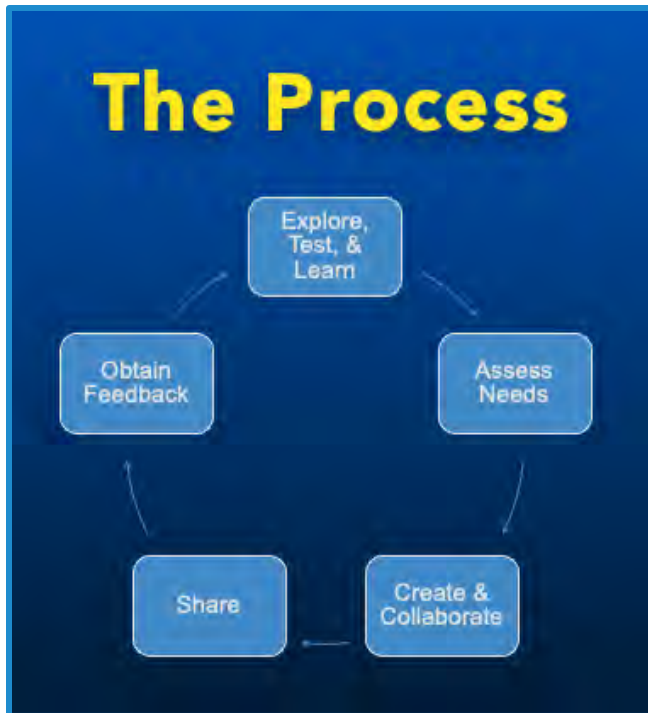 The Process
Explore,
Test, &
Learn
Assess
Needs
Create &
Collaborate
Share
Obtain
Feedback